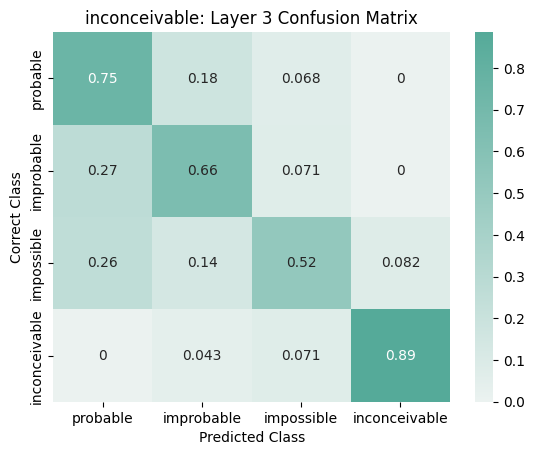 inconceivable: Layer 3 Confusion Matrix
Correct Class
probable
0.75 0.18 0.068 0
improbable
0.27 0.66 0.071 0
impossible
0.26 0.14 0.52 0.082
inconceivable
0 0.043 0.071 0.89
probable improbable impossible inconceivable
Predicted Class
0.8
0.7
0.6
0.5
0.4
0.3
0.2
0.1
0.0